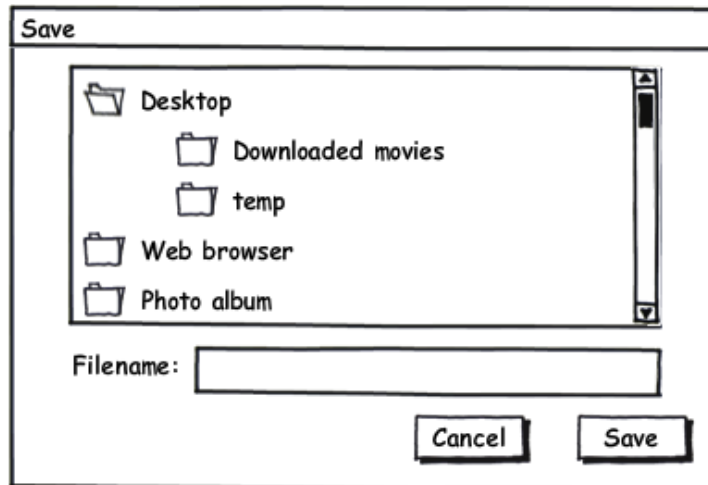 Save
Desktop
Downloaded movies
temp
Web browser
Photo album
Filename:
Cancel Save